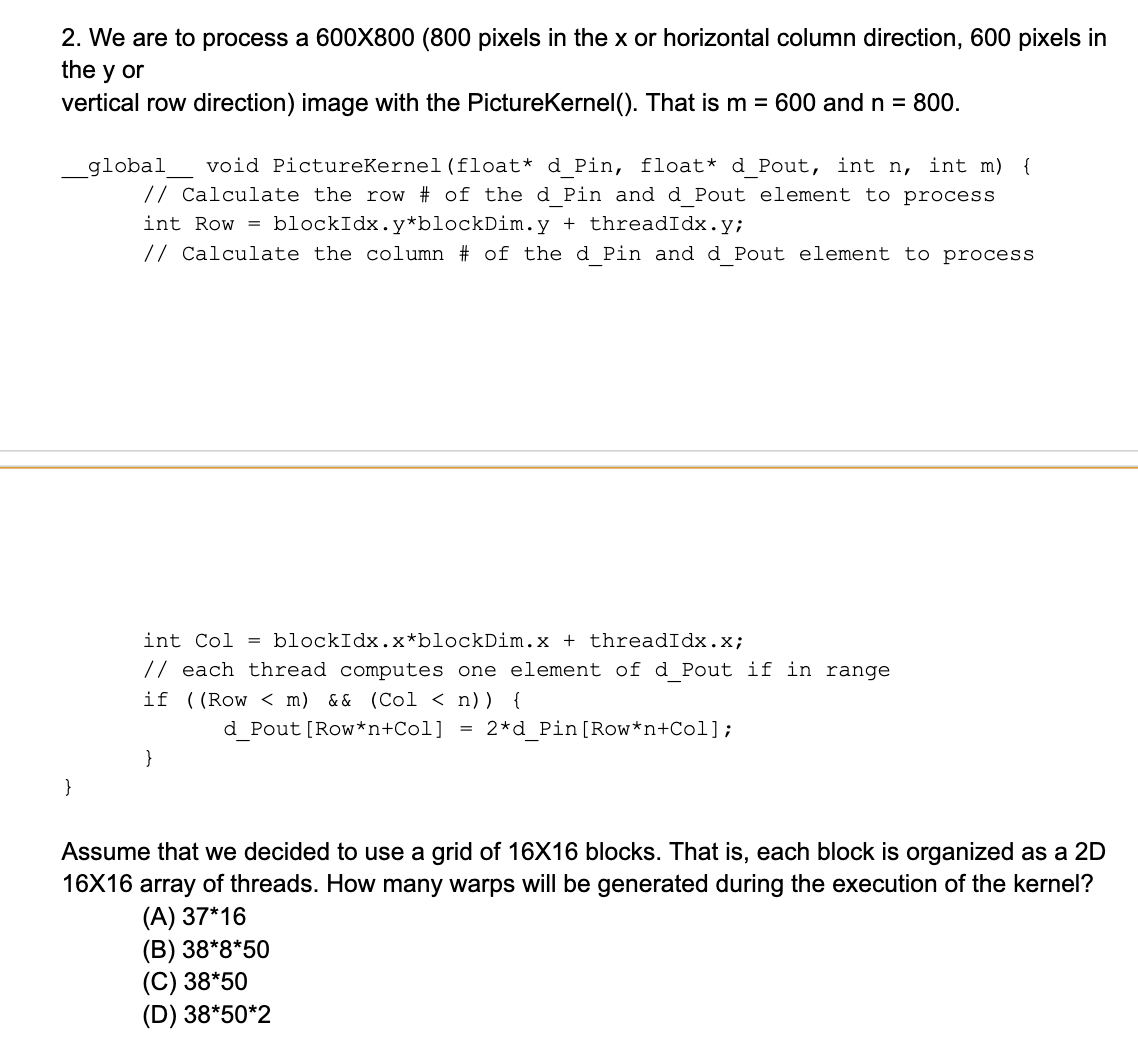 2. We are to process a 600X800 (800 pixels in the x or horizontal column direction, 600 pixels in
the y or
vertical row direction) image with the PictureKernel(). That is m = 600 and n = 800.
__global__ void PictureKernel(float* d_Pin, float* d_Pout, int n, int m) {
// Calculate the row # of the d_Pin and d_Pout element to process
int Row = blockIdx.y*blockDim.y + threadIdx.y;
// Calculate the column # of the d_Pin and d_Pout element to process
int Col = blockIdx.x*blockDim.x + threadIdx.x;
// each thread computes one element of d_Pout if in range
if ((Row < m) && (Col < n)) {
d_Pout[Row*n+Col] = 2*d_Pin[Row*n+Col];
}
}
Assume that we decided to use a grid of 16X16 blocks. That is, each block is organized as a 2D
16X16 array of threads. How many warps will be generated during the execution of the kernel?
(A) 37*16
(B) 38*8*50
(C) 38*50
(D) 38*50*2